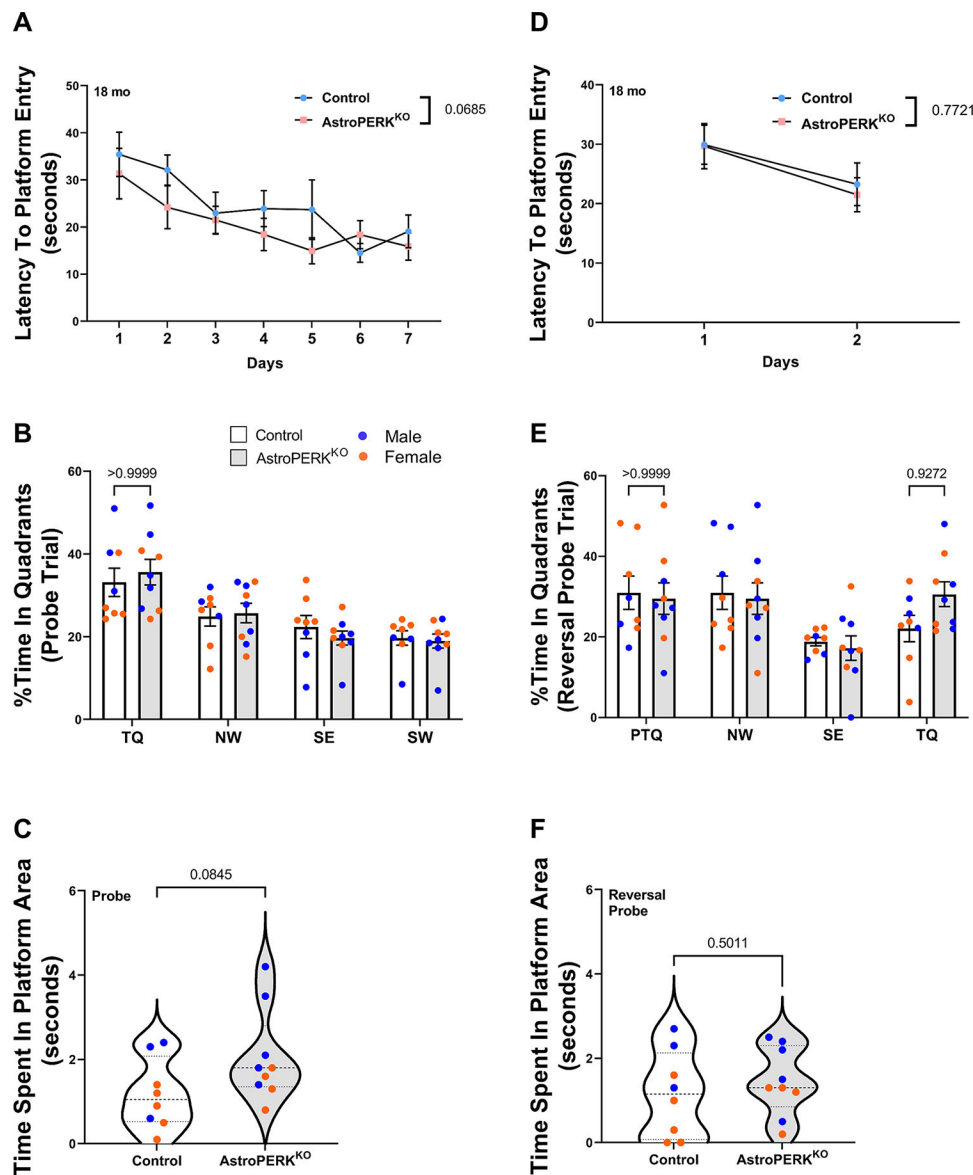 A
Latency To Platform Entry
(seconds)
50
40
30
20
10
0
18 mo
Control
AstroPERKKO
0.0685
1 2 3 4 5 6 7
Days
D
Latency To Platform Entry
(seconds)
40
30
20
10
0
18 mo
Control
AstroPERKKO
0.7721
1 2
Days
B
%Time In Quadrants
(Probe Trial)
Control
AstroPERKKO
Male
Female
60
40
20
0
>0.9999
TQ NW SE SW
E
%Time In Quadrants
(Reversal Probe Trial)
60
40
20
0
>0.9999
0.9272
PTQ NW SE TQ
C
Time Spent In Platform Area
(seconds)
6
4
2
0
Probe
0.0845
Control AstroPERKKO
F
Time Spent In Platform Area
(seconds)
6
4
2
0
Reversal
Probe
0.5011
Control AstroPERKKO